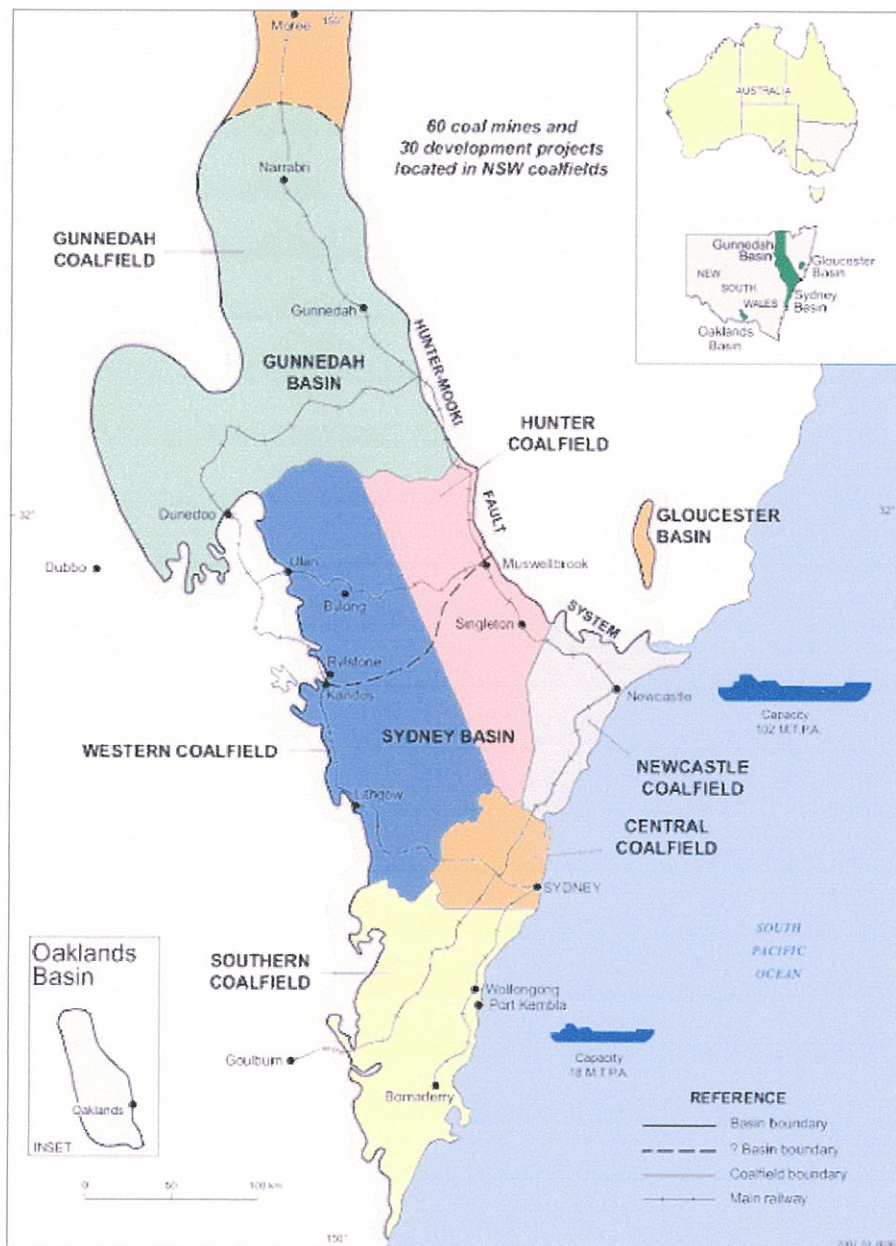 Moree
150°
60 coal mines and
30 development projects
located in NSW coalfields
AUSTRALIA
Narrabri
GUNNEDAH
COALFIELD
Gunnedah
Basin
Gloucester
Basin
NEW
SOUTH
WALES
Sydney
Basin
Oaklands
Basin
Gunnedah
GUNNEDAH
BASIN
HUNTER-MOOKI
FAULT
SYSTEM
HUNTER
COALFIELD
32°
32°
Dunedoo
GLOUCESTER
BASIN
Dubbo
Ulan
Muswellbrook
Bylong
Singleton
Rylstone
Kandos
Newcastle
Capacity
102 M.T.P.A.
WESTERN COALFIELD
SYDNEY BASIN
NEWCASTLE
COALFIELD
Lithgow
CENTRAL
COALFIELD
SYDNEY
SOUTH
PACIFIC
OCEAN
Oaklands
Basin
SOUTHERN
COALFIELD
Wollongong
Port Kembla
Goulburn
Capacity
18 M.T.P.A.
Bomaderry
Oaklands
INSET
REFERENCE
Basin boundary
? Basin boundary
Coalfield boundary
Main railway
0
50
100 km
150°